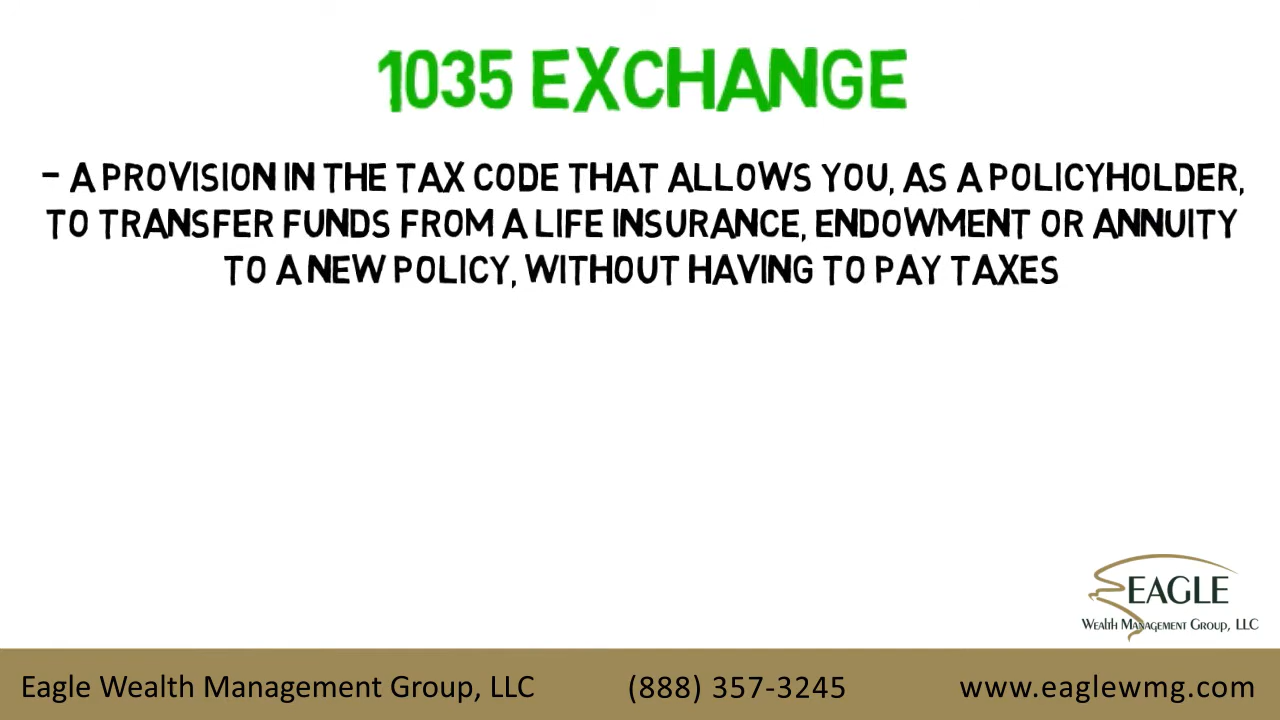 1035 EXCHANGE
- A PROVISION IN THE TAX CODE THAT ALLOWS YOU, AS A POLICYHOLDER,
TO TRANSFER FUNDS FROM A LIFE INSURANCE, ENDOWMENT OR ANNUITY
TO A NEW POLICY, WITHOUT HAVING TO PAY TAXES
EAGLE
WEALTH MANAGEMENT GROUP, LLC
Eagle Wealth Management Group, LLC (888) 357-3245 www.eaglewmg.com